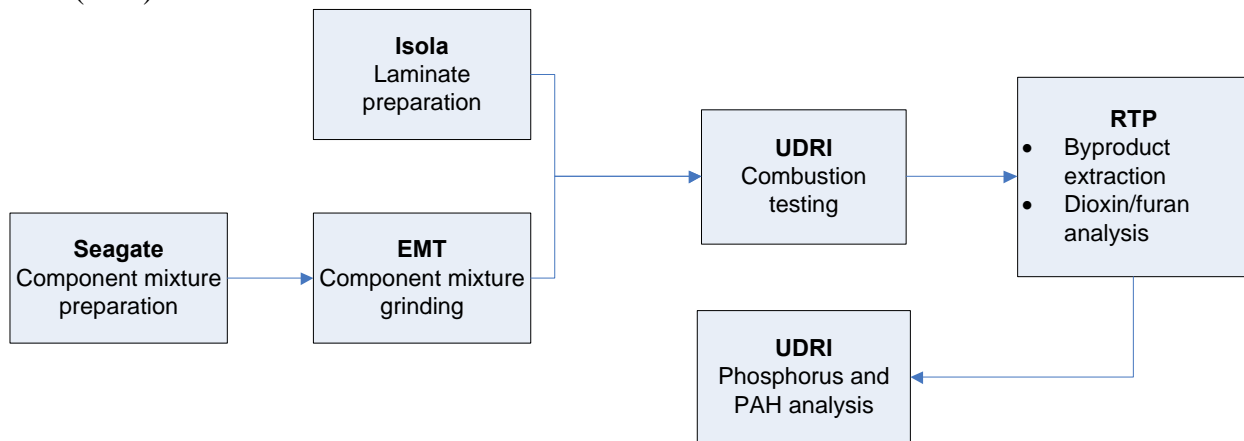 Isola
Laminate
preparation
Seagate
Component mixture
preparation
EMT
Component mixture
grinding
UDRI
Combustion
testing
RTP
• Byproduct
extraction
• Dioxin/furan
analysis
UDRI
Phosphorus and
PAH analysis